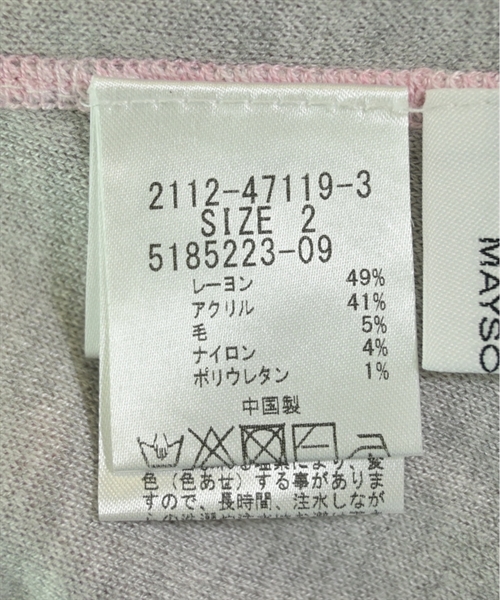 2112-47119-3
SIZE 2
5185223-09
レーヨン 49%
アクリル 41%
毛 5%
ナイロン 4%
ポリウレタン 1%
中国製
色（色あせ）する事がありま
すので、長時間、注水しなが
MAYSO